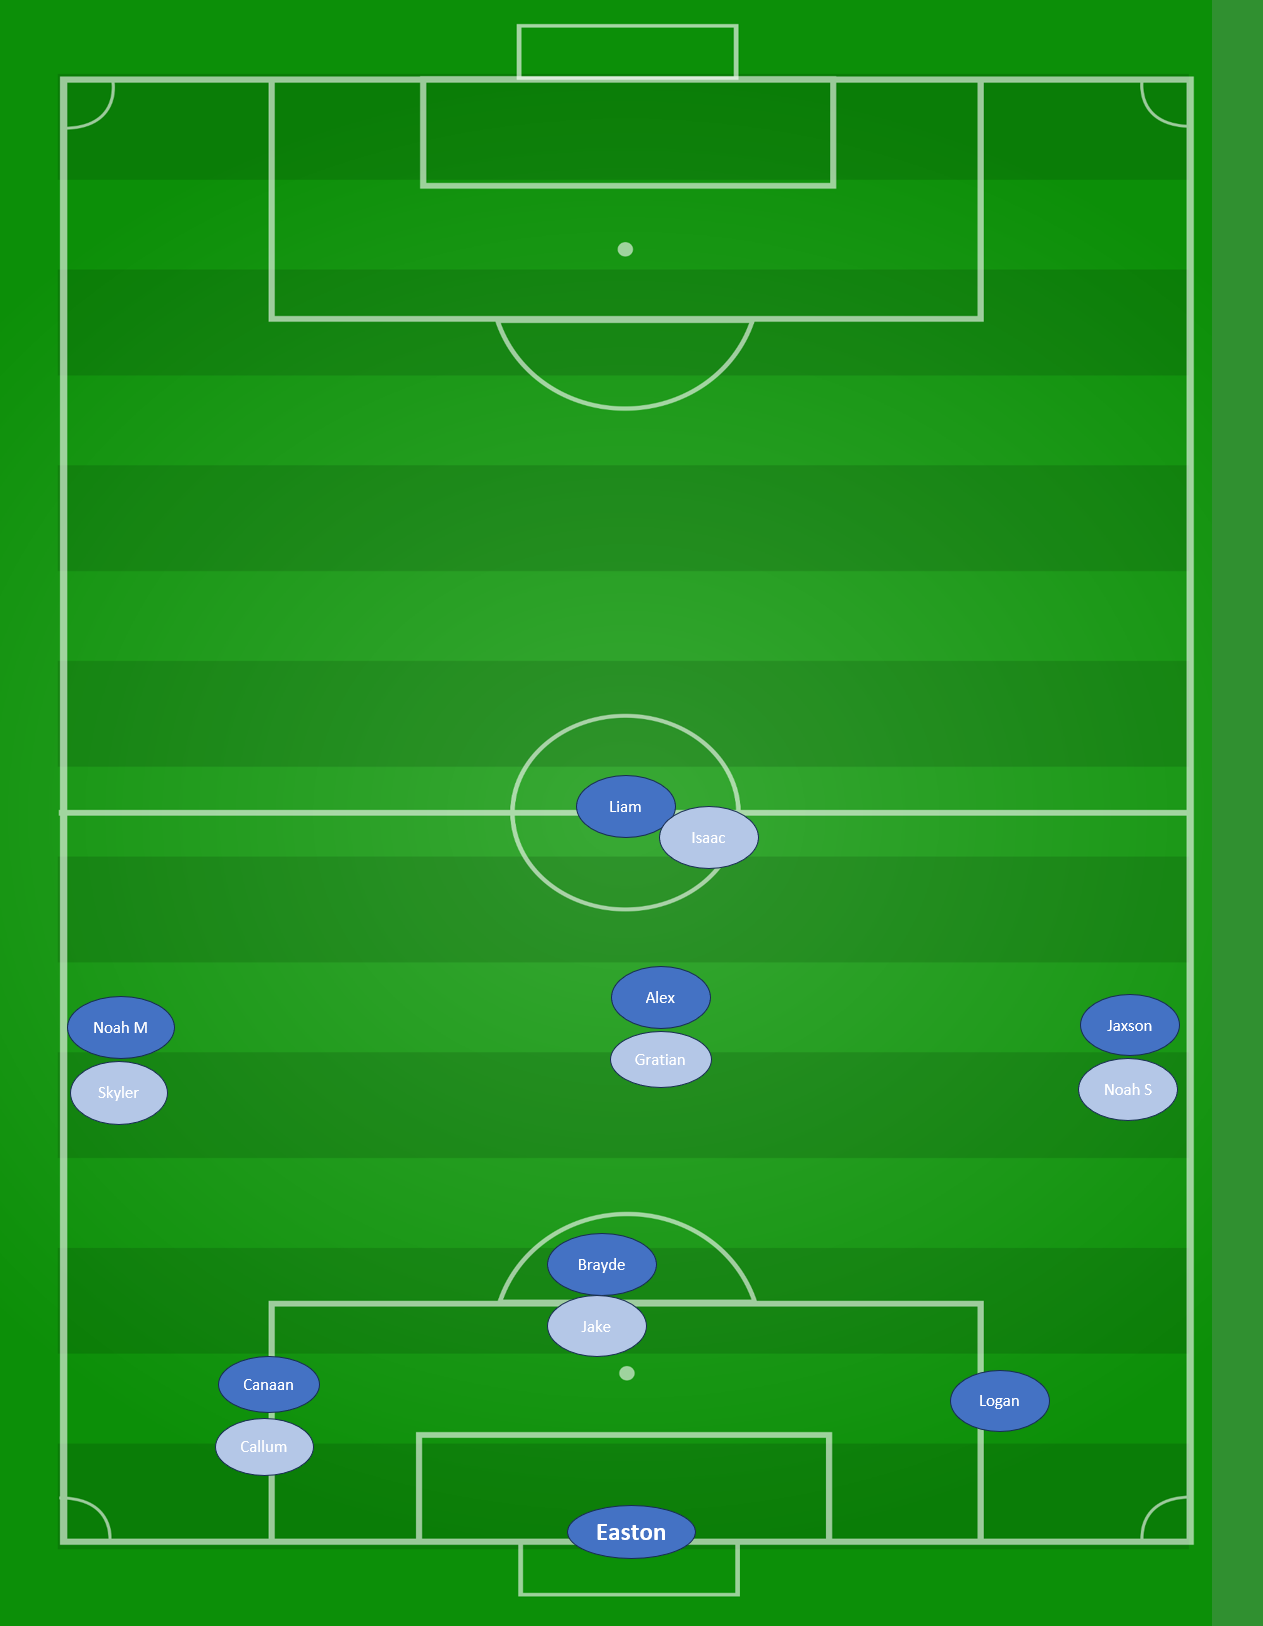 Liam
Isaac
Alex
Noah M
Jaxson
Gratian
Skyler
Noah S
Brayde
Jake
Canaan
Logan
Callum
Easton